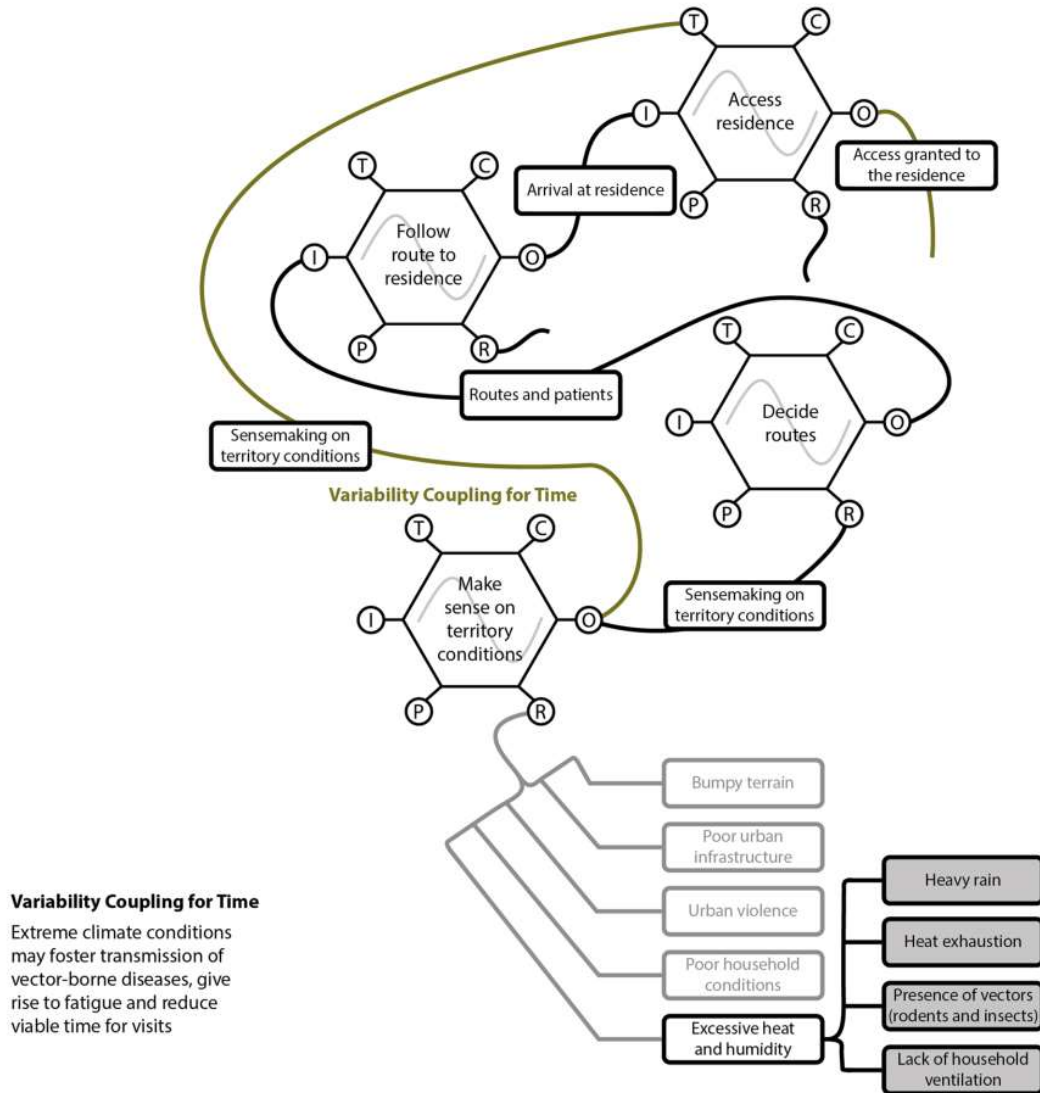 T
C
I
Access
residence
O
P
R
Access granted to
the residence
Arrival at residence
T
C
I
Follow
route to
residence
O
P
R
Routes and patients
T
C
I
Decide
routes
O
P
R
Sensemaking on
territory conditions
Variability Coupling for Time
T
C
I
Make
sense on
territory
conditions
O
P
R
Sensemaking on
territory conditions
Bumpy terrain
Poor urban
infrastructure
Urban violence
Poor household
conditions
Excessive heat
and humidity
Heavy rain
Heat exhaustion
Presence of vectors
(rodents and insects)
Lack of household
ventilation
Variability Coupling for Time
Extreme climate conditions
may foster transmission of
vector-borne diseases, give
rise to fatigue and reduce
viable time for visits